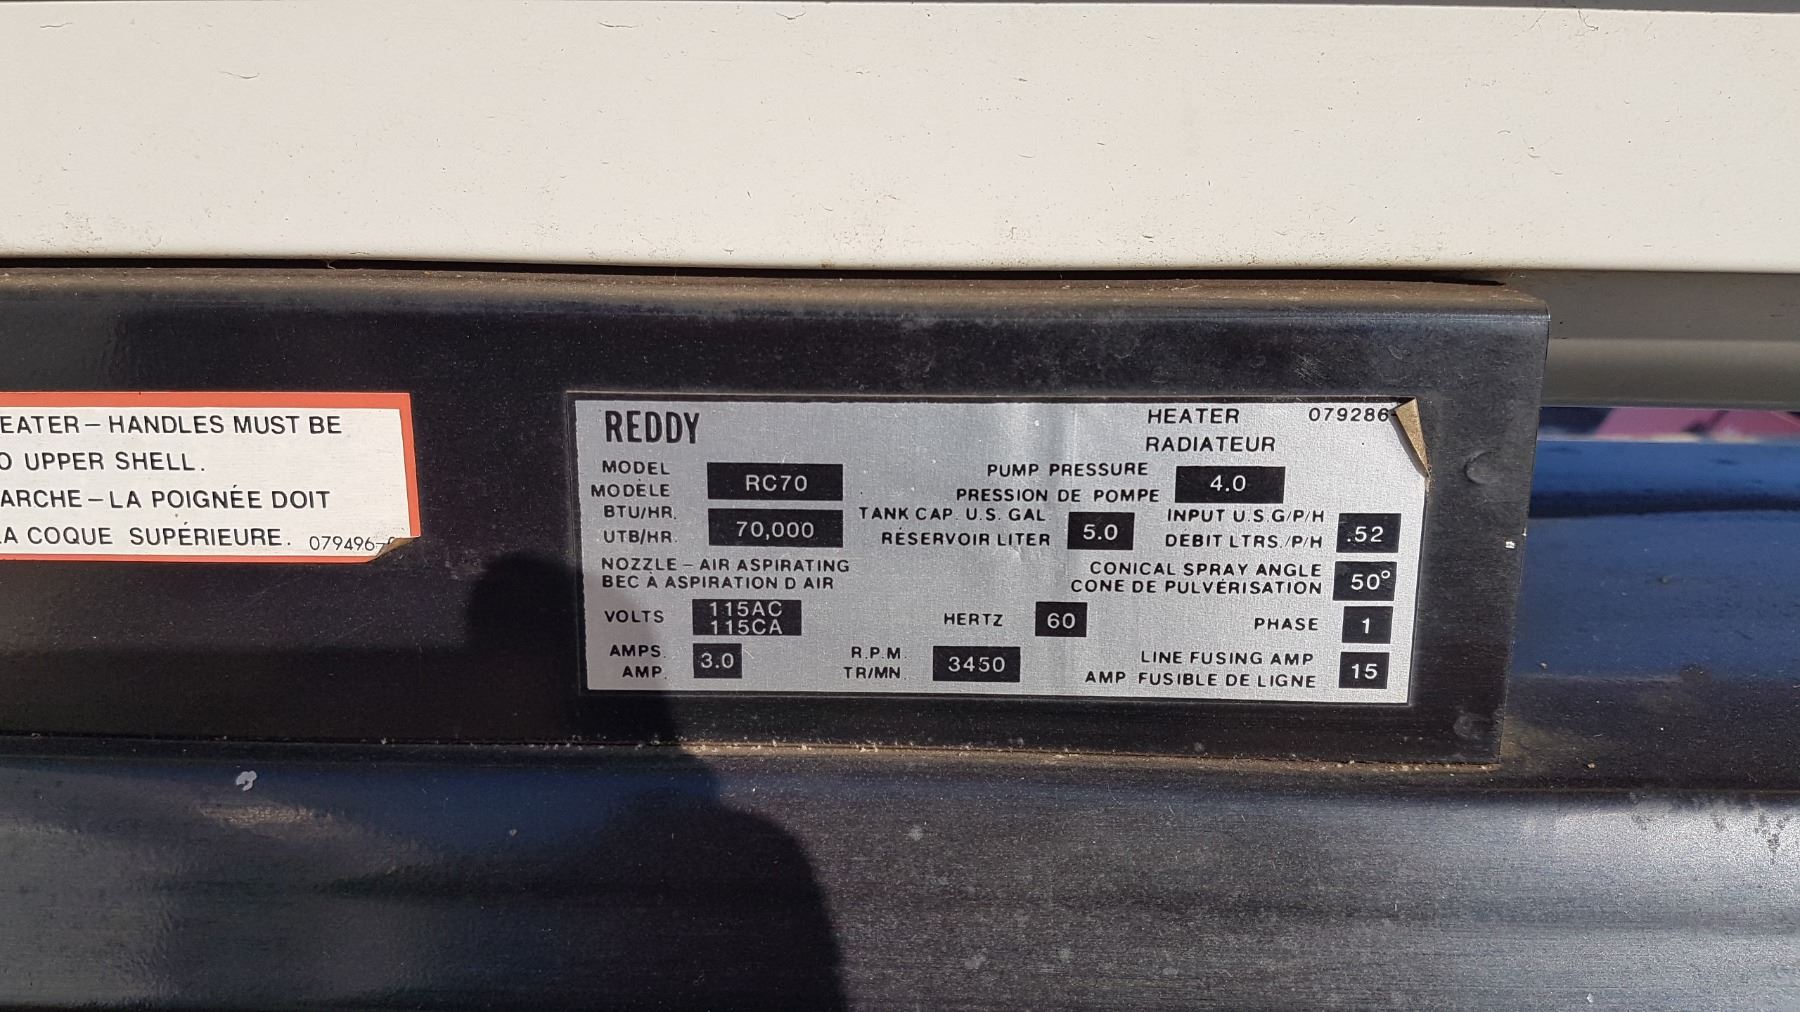 EATER – HANDLES MUST BE
O UPPER SHELL.
ARCHE – LA POIGNÉE DOIT
LA COQUE SUPÉRIEURE. 079496-
REDDY
HEATER 079286-
RADIATEUR
MODEL
MODÈLE
RC70
PUMP PRESSURE
PRESSION DE POMPE
4.0
BTU/HR.
UTB/HR.
70,000
TANK CAP. U.S. GAL
RÉSERVOIR LITER
5.0
INPUT U.S.G/P/H
DEBIT LTRS./P/H
.52
NOZZLE – AIR ASPIRATING
BEC À ASPIRATION D AIR
CONICAL SPRAY ANGLE
CONE DE PULVÉRISATION
50°
VOLTS
115AC
115CA
HERTZ 60
PHASE 1
AMPS.
AMP.
3.0
R.P.M.
TR/MN.
3450
LINE FUSING AMP
AMP FUSIBLE DE LIGNE
15